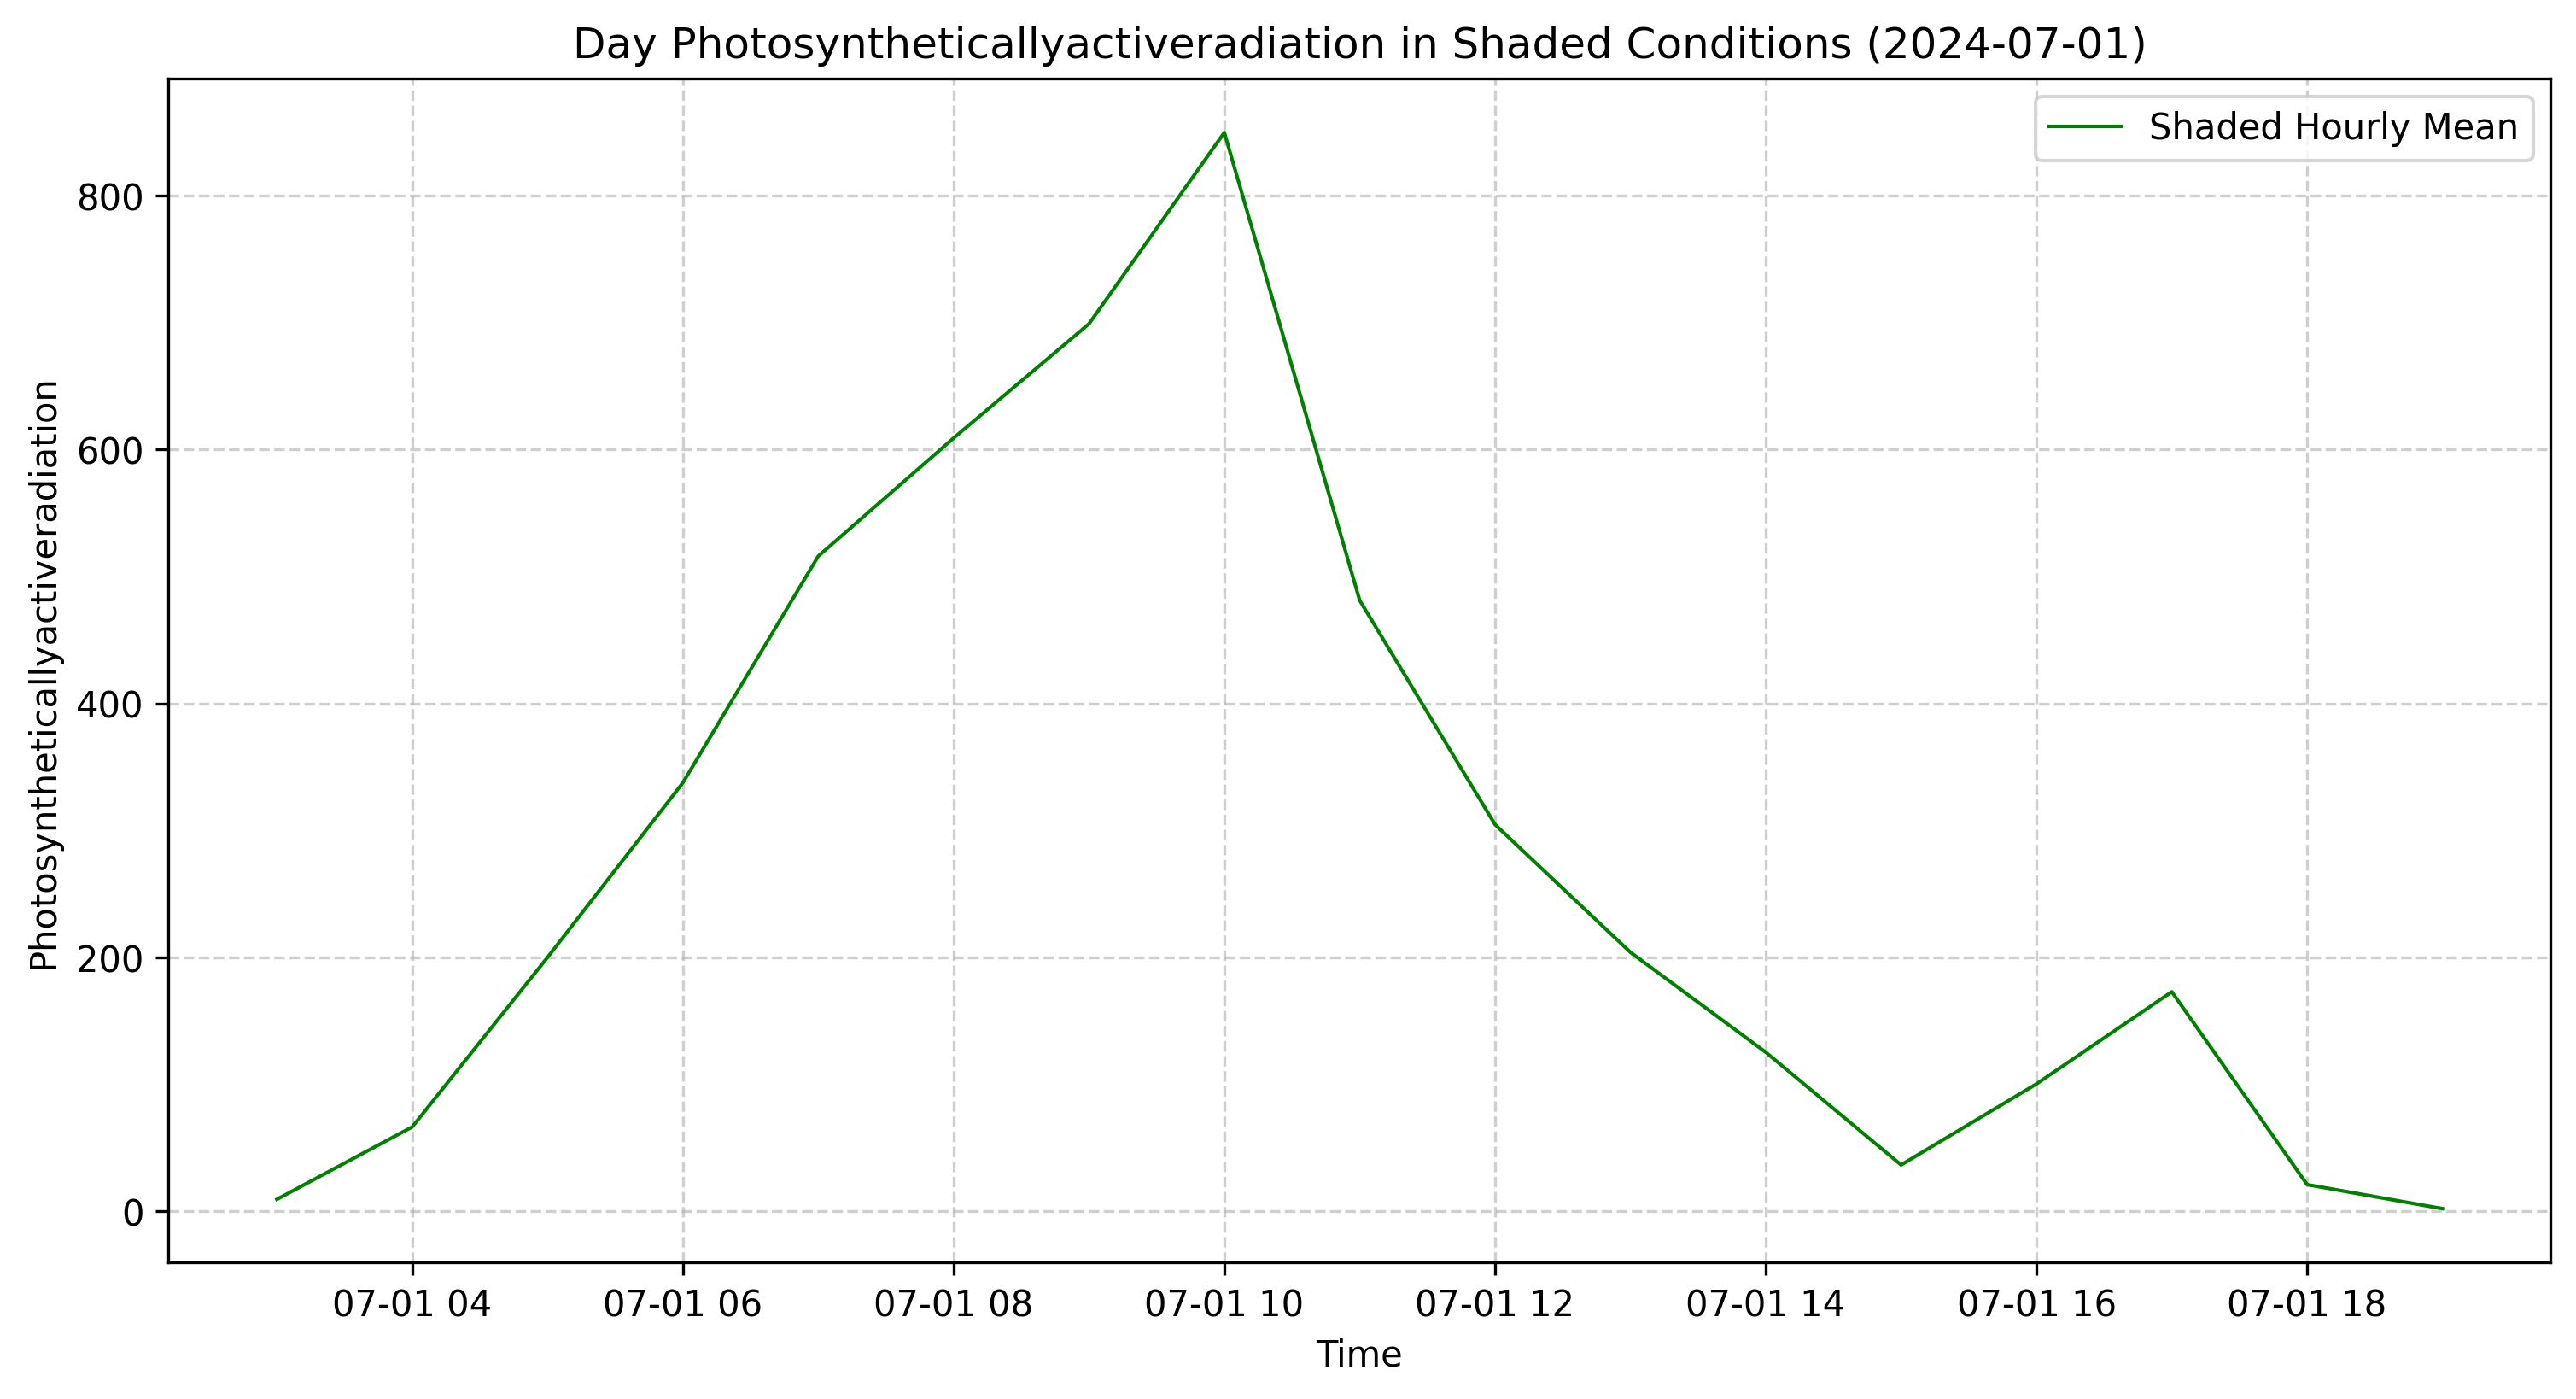 Day Photosyntheticallyactiveradiation in Shaded Conditions (2024-07-01)
Shaded Hourly Mean
Photosyntheticallyactiveradiation
800
600
400
200
0
07-01 04 07-01 06 07-01 08 07-01 10 07-01 12 07-01 14 07-01 16 07-01 18
Time